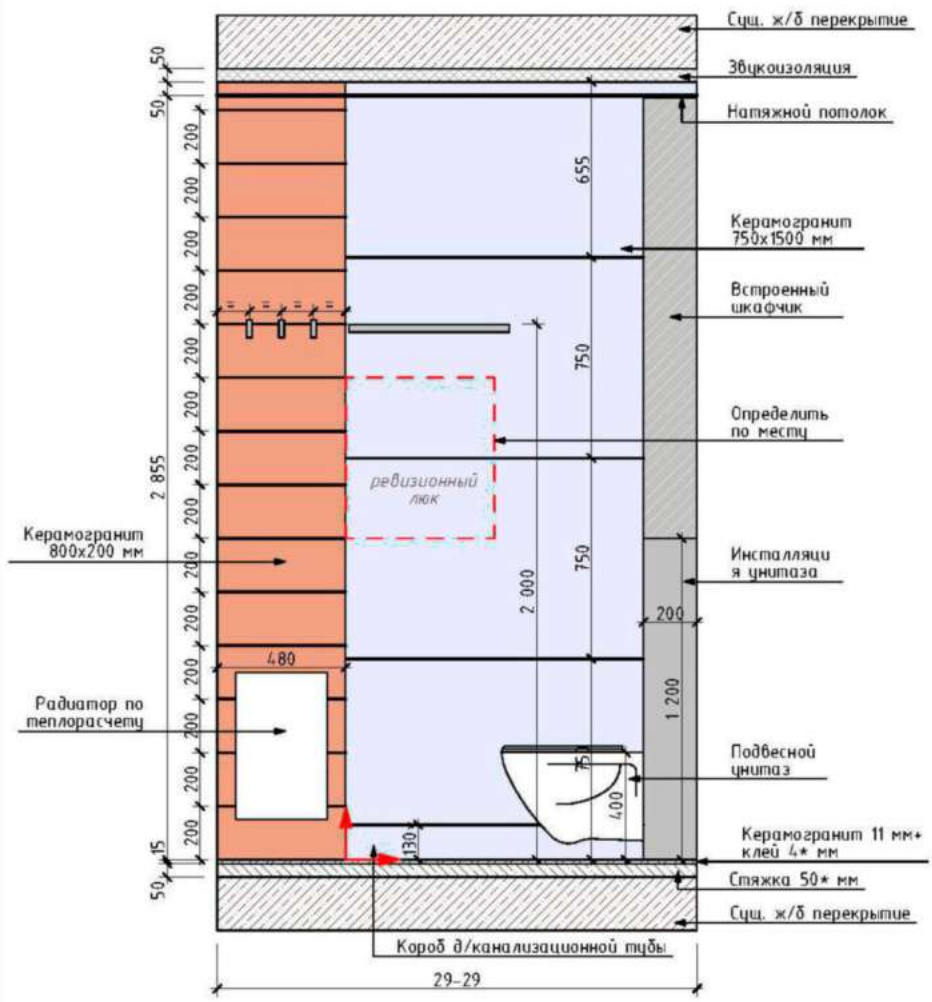 Сущ. ж/б перекрытие
50
Звукоизоляция
50
Натяжной потолок
200
655
200
Керамогранит
750х1500 мм
200
200
Встроенный
шкафчик
= = = =
200
750
200
Определить
по месту
200
2 855
ревизионный
люк
200
Керамогранит
800х200 мм
200
750
2 000
Инсталляци
я унитаза
200
200
480
200
1 200
Радиатор по
теплорасчету
200
750
Подвесной
унитаз
200
400
200
130
15
Керамогранит 11 мм+
клей 4* мм
50
Стяжка 50* мм
Сущ. ж/б перекрытие
Короб д/канализационной тубы
29-29